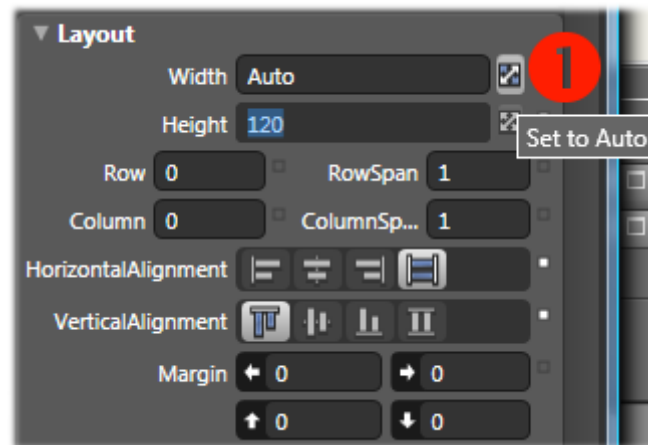 Layout
Width Auto
1
Height 120
Set to Auto
Row 0 RowSpan 1
Column 0 ColumnSp... 1
HorizontalAlignment
VerticalAlignment
Margin 0 0
0 0